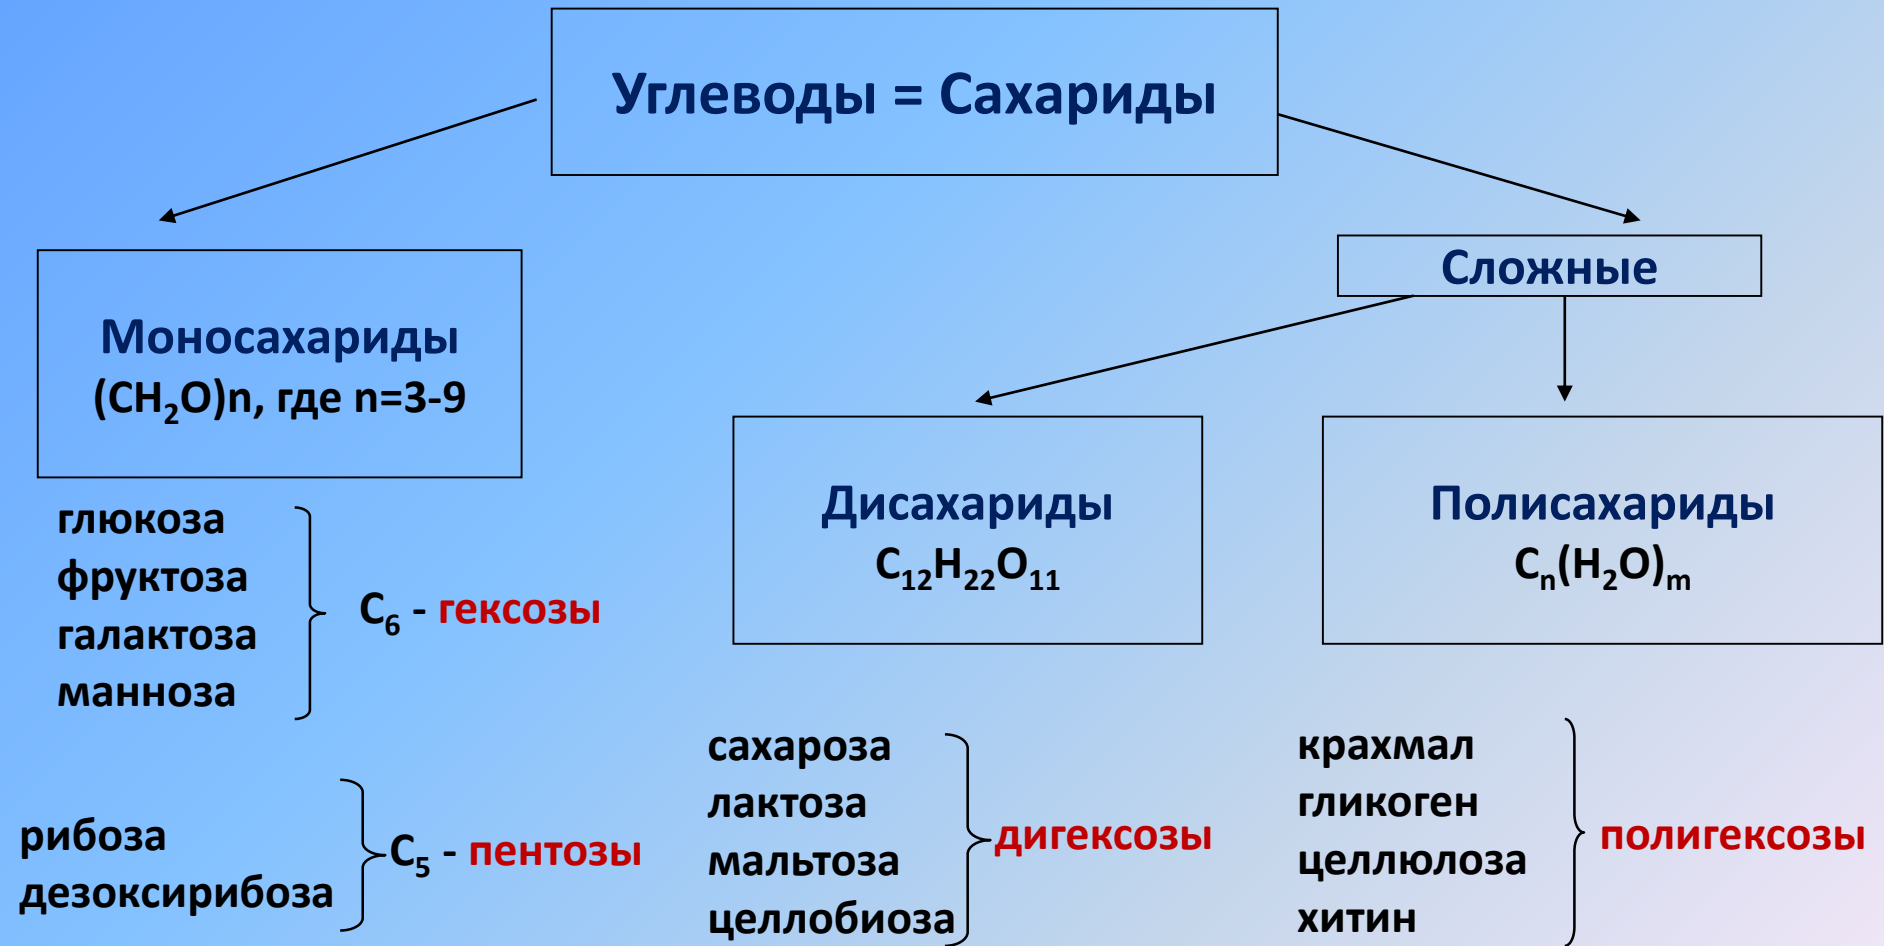 Углеводы = Сахариды
Сложные
Моносахариды
(CH₂O)n, где n=3-9
Дисахариды
C₁₂H₂₂O₁₁
Полисахариды
Cₙ(H₂O)ₘ
глюкоза
фруктоза
галактоза
манноза
C₆ - гексозы
рибоза
дезоксирибоза
C₅ - пентозы
сахароза
лактоза
мальтоза
целлобиоза
дигексозы
крахмал
гликоген
целлюлоза
хитин
полигексозы